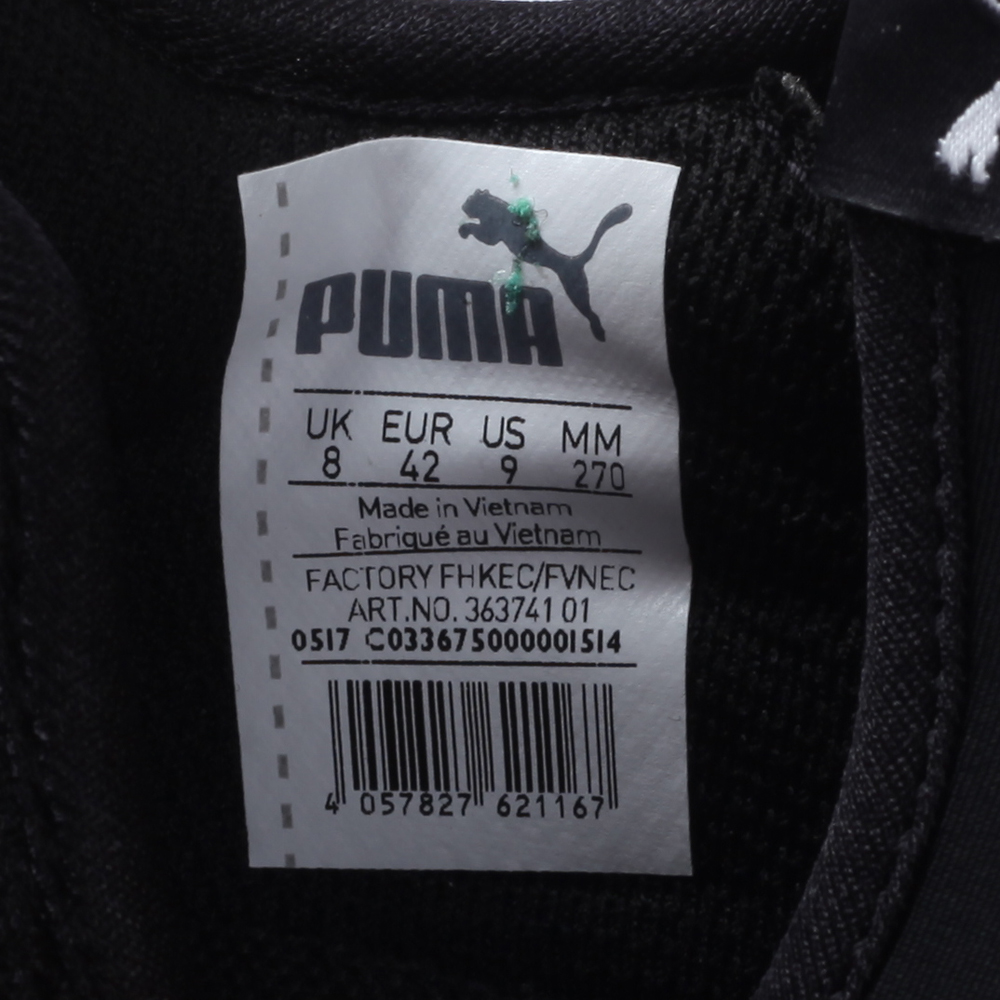 PUMA
UK EUR US MM
8 42 9 270
Made in Vietnam
Fabriqué au Vietnam
FACTORY FHKEC/FVNEC
ART.NO. 363741 01
0517 C033675000001514
4 057827 621167